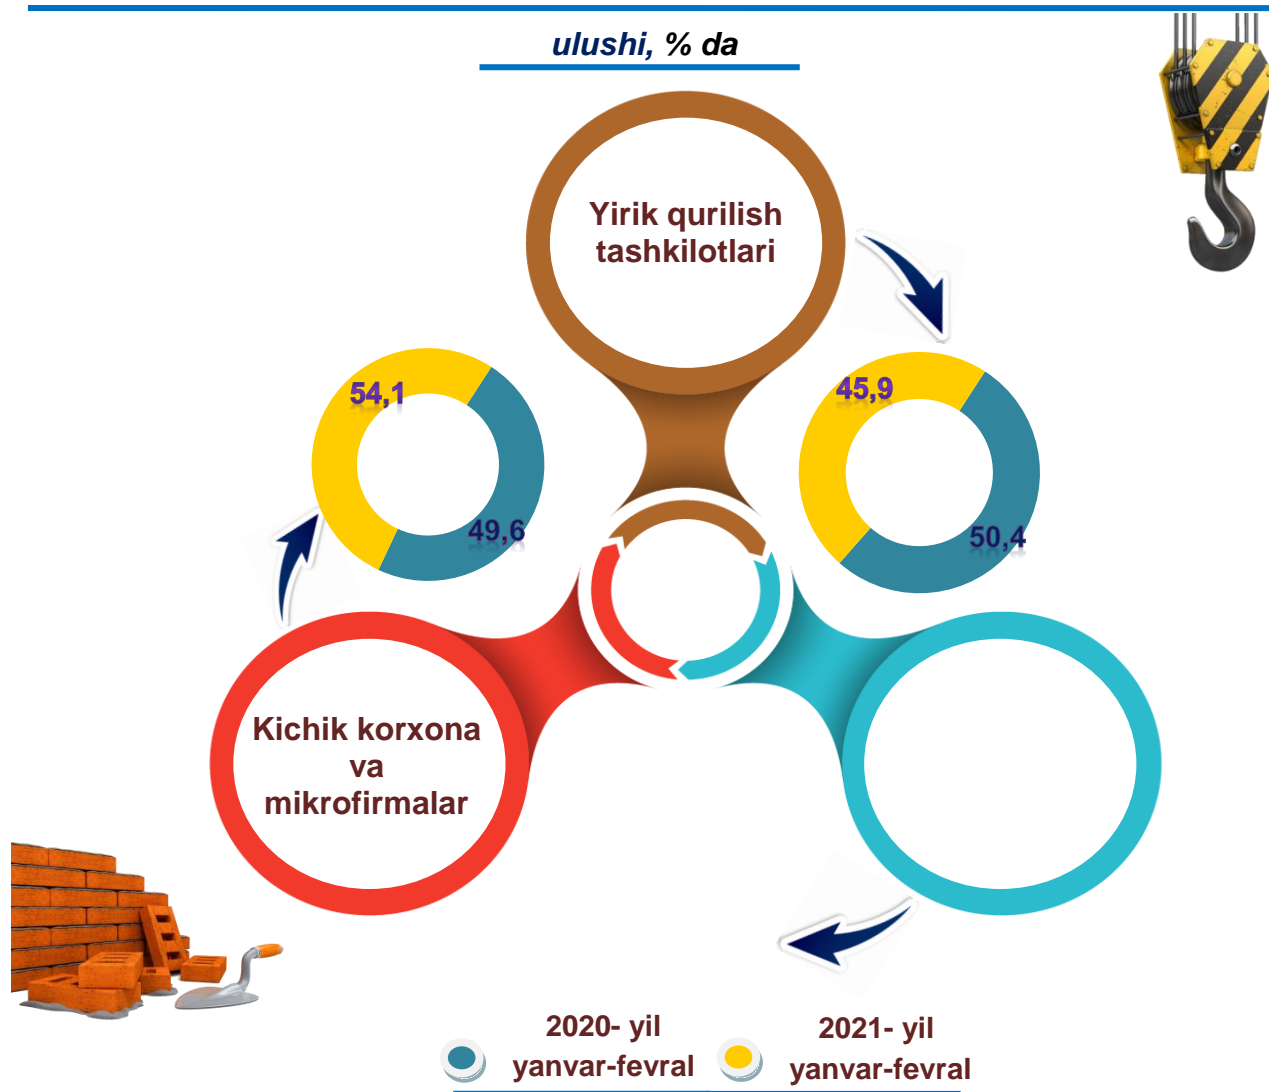 ulushi, % da
Yirik qurilish
tashkilotlari
54,1
45,9
49,6
50,4
Kichik korxona
va
mikrofirmalar
2020- yil
yanvar-fevral
2021- yil
yanvar-fevral